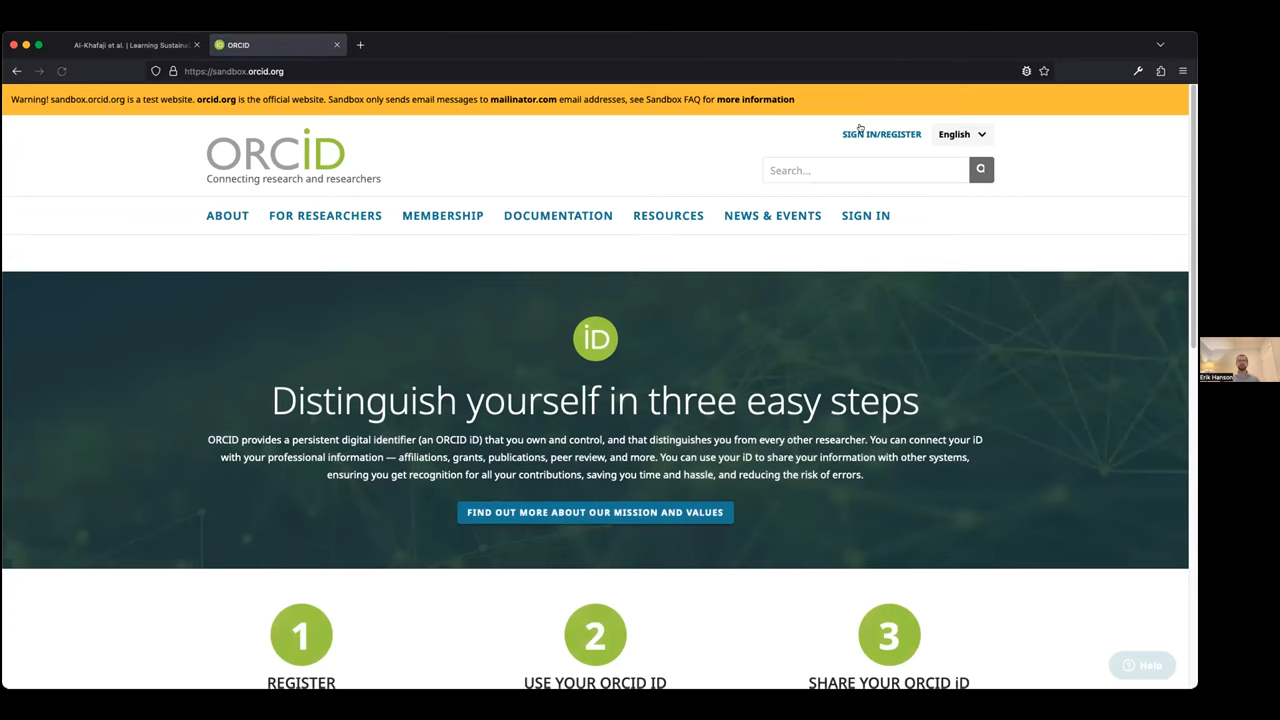 Al-Khafaji et al. | Learning Sustaina
ORCID
https://sandbox.orcid.org
Warning! sandbox.orcid.org is a test website. orcid.org is the official website. Sandbox only sends email messages to mailinator.com email addresses, see Sandbox FAQ for more information
SIGN IN/REGISTER
English
ORCID
Connecting research and researchers
Search...
ABOUT
FOR RESEARCHERS
MEMBERSHIP
DOCUMENTATION
RESOURCES
NEWS & EVENTS
SIGN IN
iD
Distinguish yourself in three easy steps
ORCID provides a persistent digital identifier (an ORCID iD) that you own and control, and that distinguishes you from every other researcher. You can connect your iD
with your professional information — affiliations, grants, publications, peer review, and more. You can use your iD to share your information with other systems,
ensuring you get recognition for all your contributions, saving you time and hassle, and reducing the risk of errors.
FIND OUT MORE ABOUT OUR MISSION AND VALUES
Erik Hanson
1
2
3
REGISTER
USE YOUR ORCID iD
SHARE YOUR ORCID iD
Help